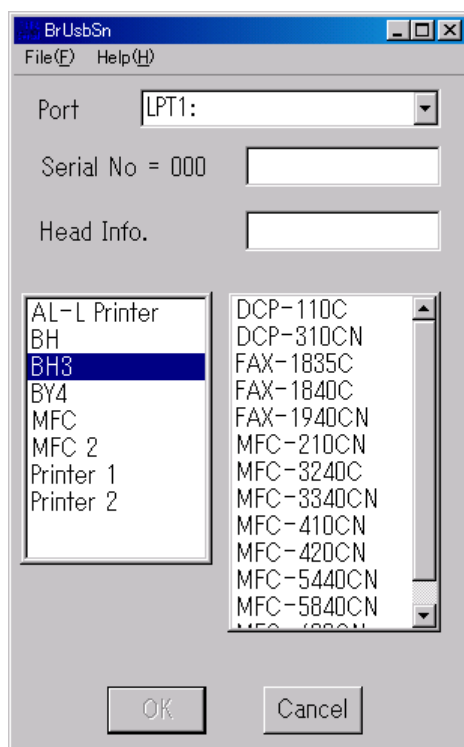 BrUsbSn
File(F) Help(H)
Port LPT1:
Serial No = 000
Head Info.
AL-L Printer
BH
BH3
BY4
MFC
MFC 2
Printer 1
Printer 2
DCP-110C
DCP-310CN
FAX-1835C
FAX-1840C
FAX-1940CN
MFC-210CN
MFC-3240C
MFC-3340CN
MFC-410CN
MFC-420CN
MFC-5440CN
MFC-5840CN
OK Cancel